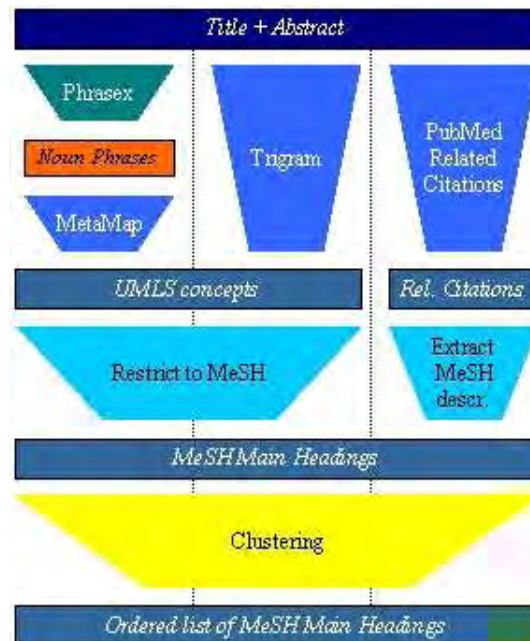 Title + Abstract
Phrasex
Noun Phrases
MetaMap
Trigram
PubMed
Related
Citations
UMLS concepts
Rel. Citations
Restrict to MeSH
Extract
MeSH
descr.
MeSH Main Headings
Clustering
Ordered list of MeSH Main Headings